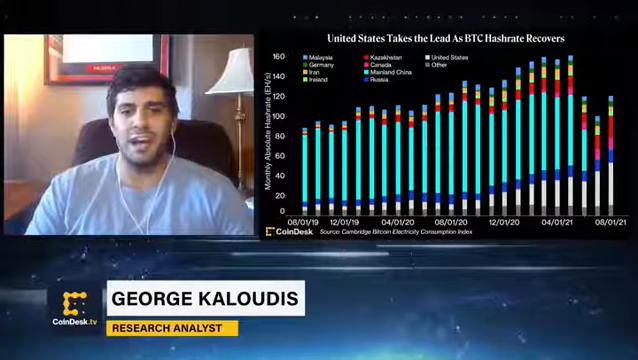 United States Takes the Lead As BTC Hashrate Recovers
Monthly Absolute Hashrate (EH/s)
160
140
120
100
80
60
40
20
0
Malaysia
Germany
Iran
Ireland
Kazakhstan
Canada
Mainland China
Russia
United States
Other
08/01/19
12/01/19
04/01/20
08/01/20
12/01/20
04/01/21
08/01/21
CoinDesk
Source: Cambridge Bitcoin Electricity Consumption Index
CoinDesk.tv
GEORGE KALOUDIS
RESEARCH ANALYST